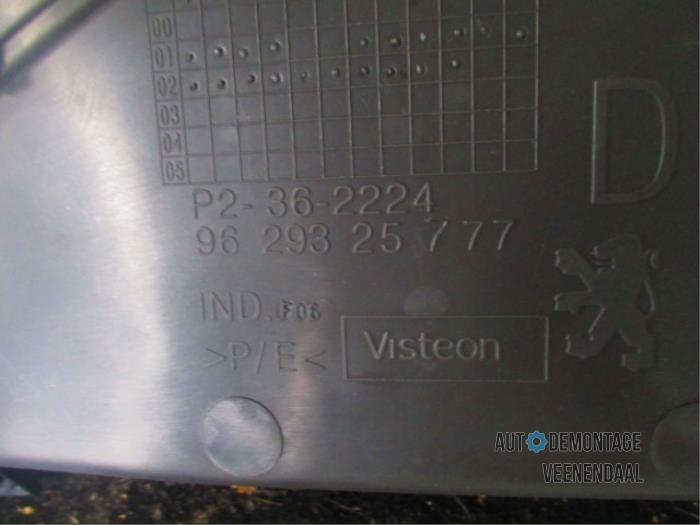 00
01
02
03
04
05
D
P2-36-2224
96 293 25 777
IND. F06
>P/E<
Visteon
AUTODEMONTAGE
VEENENDAAL